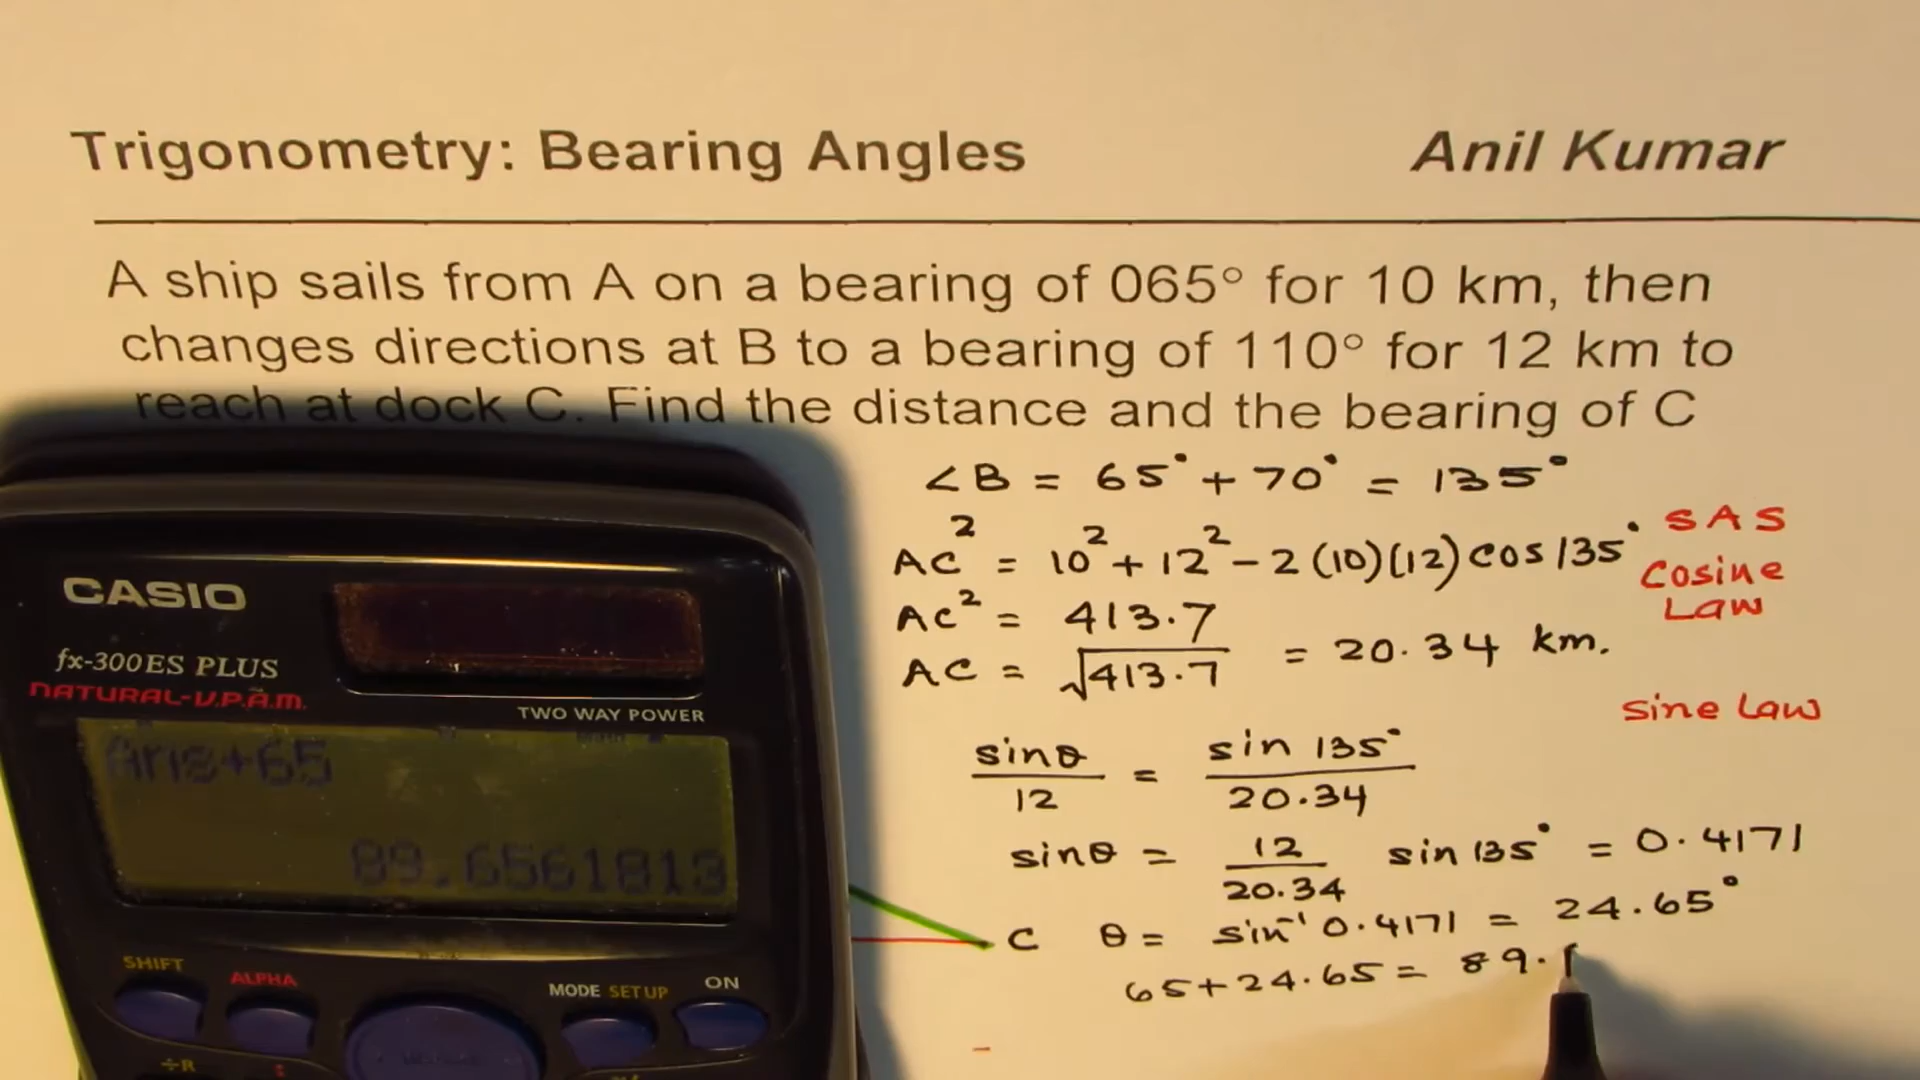 Trigonometry: Bearing Angles Anil Kumar
A ship sails from A on a bearing of 065° for 10 km, then
changes directions at B to a bearing of 110° for 12 km to
reach at dock C. Find the distance and the bearing of C
<B = 65° + 70° = 135°
AC² = 10² + 12² - 2(10)(12) cos 135° SAS
Cosine
Law
AC² = 413.7
AC = √413.7 = 20.34 km.
Sine Law
sinθ/12 = sin 135°/20.34
sinθ = 12/20.34 sin 135° = 0.4171
C θ = sin⁻¹ 0.4171 = 24.65°
65 + 24.65 = 89.
CASIO
fx-300ES PLUS
NATURAL-V.P.A.M.
TWO WAY POWER
Ans+65
89.6561813
SHIFT ALPHA MODE SETUP ON
÷R